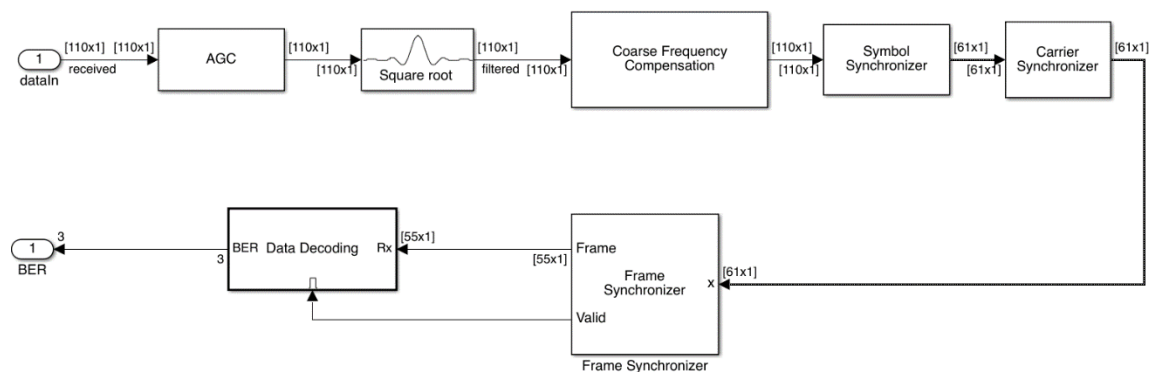 1
dataIn
[110x1]
received
[110x1]
AGC
[110x1]
[110x1]
Square root
[110x1]
filtered
[110x1]
Coarse Frequency
Compensation
[110x1]
[110x1]
Symbol
Synchronizer
[61x1]
[61x1]
Carrier
Synchronizer
[61x1]
1
BER
3
3
BER
Data Decoding
Rx
[55x1]
[55x1]
Frame
Frame
Synchronizer
Valid
x
[61x1]
Frame Synchronizer